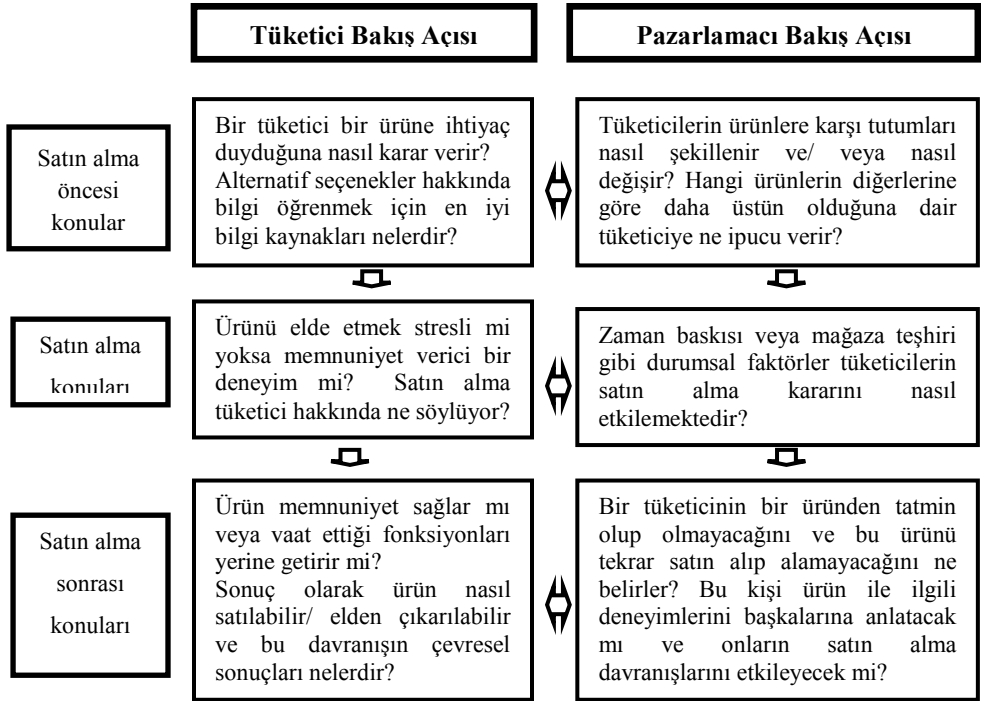 Tüketici Bakış Açısı
Pazarlamacı Bakış Açısı
Satın alma
öncesi
konular
Bir tüketici bir ürüne ihtiyaç
duyduğuna nasıl karar verir?
Alternatif seçenekler hakkında
bilgi öğrenmek için en iyi
bilgi kaynakları nelerdir?
Tüketicilerin ürünlere karşı tutumları
nasıl şekillenir ve/ veya nasıl
değişir? Hangi ürünlerin diğerlerine
göre daha üstün olduğuna dair
tüketiciye ne ipucu verir?
Satın alma
konuları
Ürünü elde etmek stresli mi
yoksa memnuniyet verici bir
deneyim mi? Satın alma
tüketici hakkında ne söylüyor?
Zaman baskısı veya mağaza teşhiri
gibi durumsal faktörler tüketicilerin
satın alma kararını nasıl
etkilemektedir?
Satın alma
sonrası
konuları
Ürün memnuniyet sağlar mı
veya vaat ettiği fonksiyonları
yerine getirir mi?
Sonuç olarak ürün nasıl
satılabilir/ elden çıkarılabilir
ve bu davranışın çevresel
sonuçları nelerdir?
Bir tüketicinin bir üründen tatmin
olup olmayacağını ve bu ürünü
tekrar satın alıp alamayacağını ne
belirler? Bu kişi ürün ile ilgili
deneyimlerini başkalarına anlatacak
mı ve onların satın alma
davranışlarını etkileyecek mi?